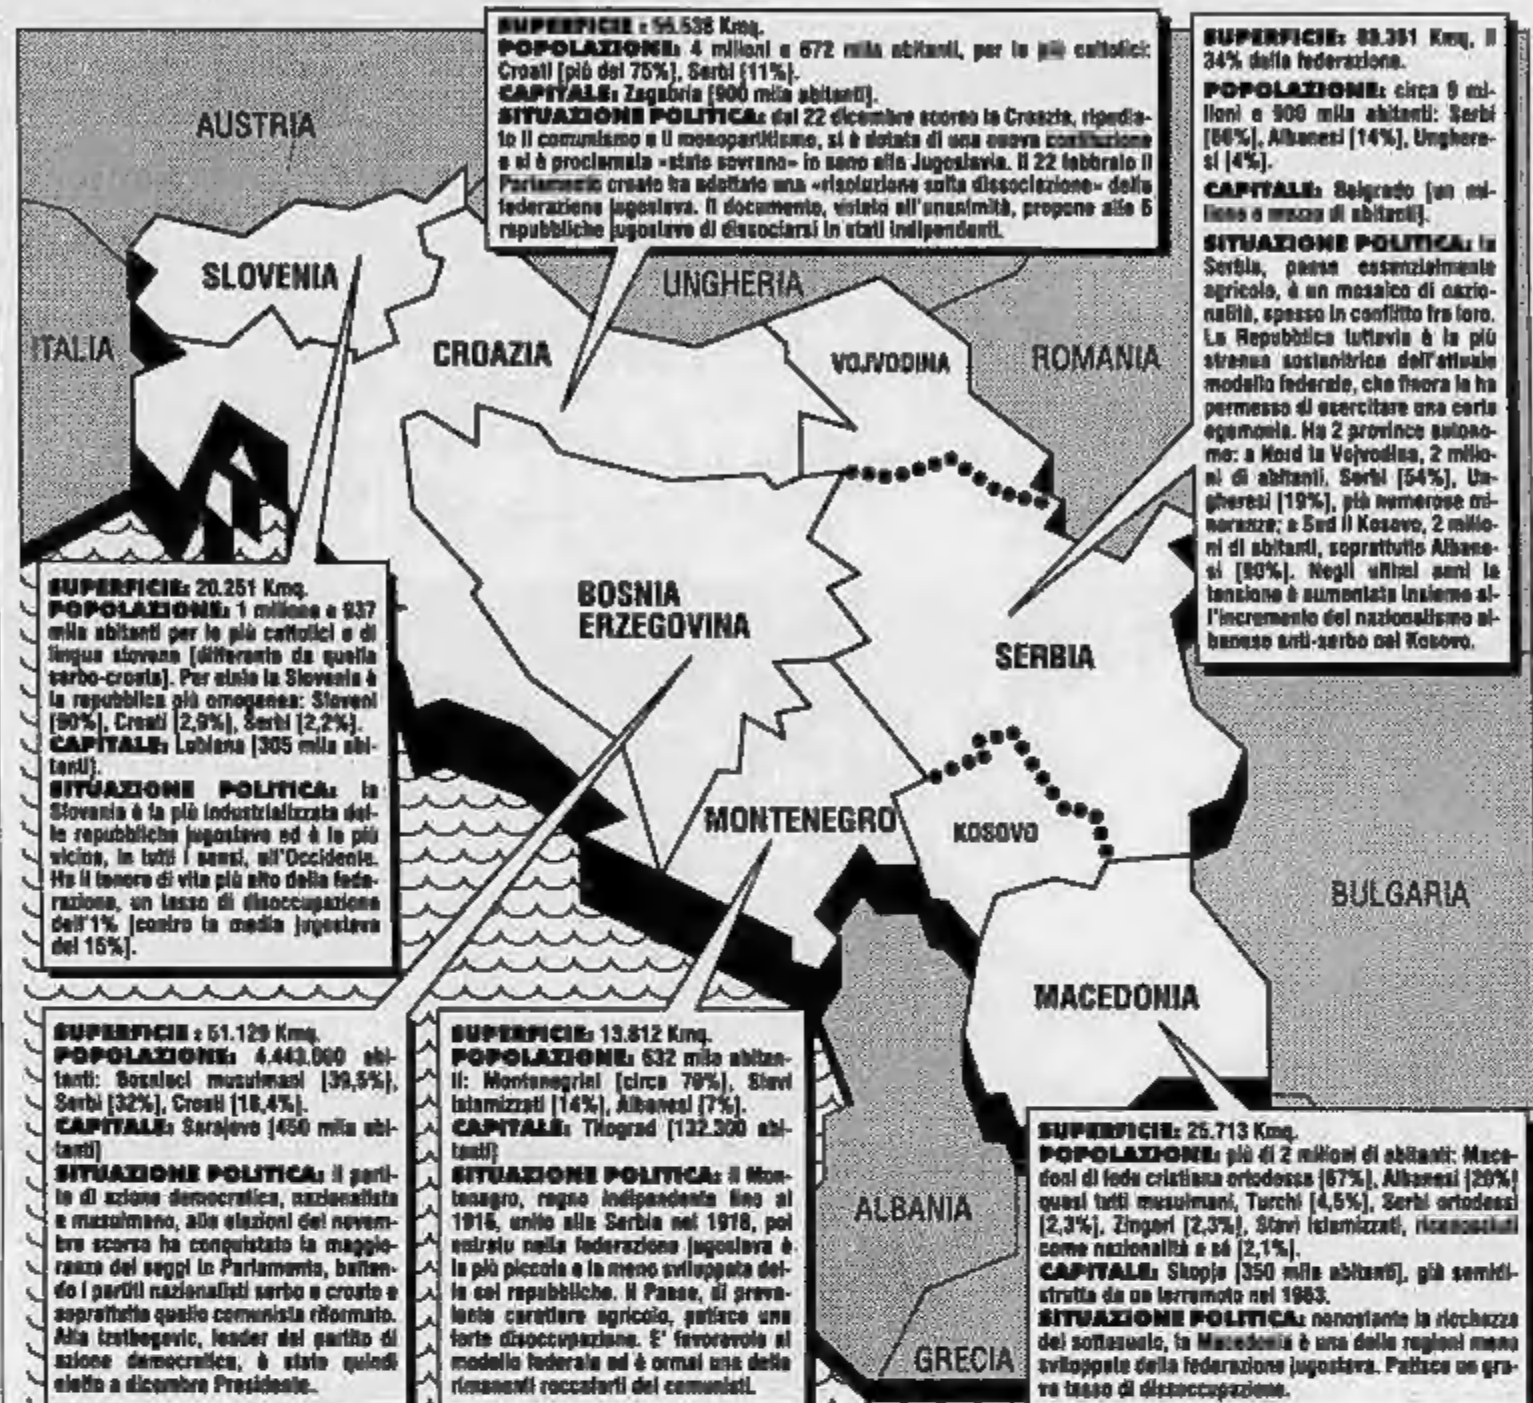 SUPERFICIE : 56.538 Kmq.
POPOLAZIONE: 4 milioni e 672 mila abitanti, per lo più cattolici:
Croati [più del 75%], Serbi [11%].
CAPITALE: Zagabria [900 mila abitanti].
SITUAZIONE POLITICA: dal 22 dicembre scorso la Croazia, ripudia-
to il comunismo e il monopartitismo, si è dotata di una nuova costituzione
e si è proclamata «stato sovrano» in seno alla Jugoslavia. Il 22 febbraio il
Parlamento croato ha adottato una «risoluzione sulla dissociazione» della
federazione jugoslava. Il documento, votato all'unanimità, propone alle 6
repubbliche jugoslave di dissociarsi in stati indipendenti.
SUPERFICIE: Kmq, il
34% della federazione.
POPOLAZIONE: circa 9 mi-
lioni e 900 mila abitanti: Serbi
[66%], Albanesi [14%], Unghere-
si [4%].
CAPITALE: Belgrado [un mi-
lione e mezzo di abitanti].
SITUAZIONE POLITICA: la
Serbia, paese essenzialmente
agricolo, è un mosaico di nazio-
nalità, spesso in conflitto fra loro.
La Repubblica tuttavia è la più
strenua sostenitrice dell'attuale
modello federale, che finora le ha
permesso di esercitare una certa
egemonia. Ha 2 province autono-
me: a Nord la Vojvodina, 2 milio-
ni di abitanti, Serbi [54%], Un-
gheresi [19%], più numerose mi-
noranze; a Sud il Kosovo, 2 milio-
ni di abitanti, soprattutto Albane-
si [90%]. Negli ultimi anni la
tensione è aumentata insieme al-
l'incremento del nazionalismo al-
banese anti-serbo nel Kosovo.
AUSTRIA
SLOVENIA
UNGHERIA
ITALIA
CROAZIA
VOJVODINA
ROMANIA
BOSNIA
ERZEGOVINA
SERBIA
MONTENEGRO
KOSOVO
BULGARIA
MACEDONIA
ALBANIA
GRECIA
SUPERFICIE: 20.251 Kmq.
POPOLAZIONE: 1 milione e 937
mila abitanti per lo più cattolici e di
lingua slovena [differente da quella
serbo-croata]. Per etnie la Slovenia è
la repubblica più omogenea: Sloveni
[90%], Croati [2,9%], Serbi [2,2%].
CAPITALE: Lubiana [305 mila abi-
tanti].
SITUAZIONE POLITICA: la
Slovenia è la più industrializzata del-
le repubbliche jugoslave ed è la più
vicina, in tutti i sensi, all'Occidente.
Ha il tenore di vita più alto della fede-
razione, un tasso di disoccupazione
dell'1% [contro la media jugoslava
del 15%].
SUPERFICIE : 51.129 Kmq.
POPOLAZIONE: 4.443.000 abi-
tanti: Bosniaci musulmani [39,5%],
Serbi [32%], Croati [18,4%].
CAPITALE: Sarajevo [450 mila abi-
tanti]
SITUAZIONE POLITICA: il parti-
to di azione democratica, nazionalista
e musulmano, alle elezioni del novem-
bre scorso ha conquistato la maggio-
ranza dei seggi in Parlamento, batten-
do i partiti nazionalisti serbo e croato e
soprattutto quello comunista riformato.
Alia Izethegovic, leader del partito di
azione democratica, è stato quindi
eletto a dicembre Presidente.
SUPERFICIE: 13.812 Kmq.
POPOLAZIONE: 632 mila abitan-
ti: Montenegrini [circa 70%], Slavi
islamizzati [14%], Albanesi [7%].
CAPITALE: Titograd [132.300 abi-
tanti]
SITUAZIONE POLITICA: il Mon-
tenegro, regno indipendente fino al
unito alla Serbia nel 1918, poi
entrato nella federazione jugoslava è
la più piccola e la meno sviluppata del-
le sei repubbliche. Il Paese, di preva-
lente carattere agricolo, patisce una
forte disoccupazione. E' favorevole al
modello federale ed è ormai una delle
rimanenti roccaforti dei comunisti.
SUPERFICIE: 25.713 Kmq.
POPOLAZIONE: più di 2 milioni di abitanti: Mace-
doni di fede cristiana ortodossa [67%], Albanesi [20%]
quasi tutti musulmani, Turchi [4,5%], Serbi ortodossi
[2,3%], Zingari [2,3%], Slavi islamizzati, riconosciuti
come nazionalità a sé [2,1%].
CAPITALE: Skopje [350 mila abitanti], già semidi-
strutta da un terremoto nel 1963.
SITUAZIONE POLITICA: nonostante la ricchezza
del sottosuolo, la Macedonia è una delle regioni meno
sviluppate della federazione jugoslava. Patisce un gra-
ve tasso di disoccupazione.